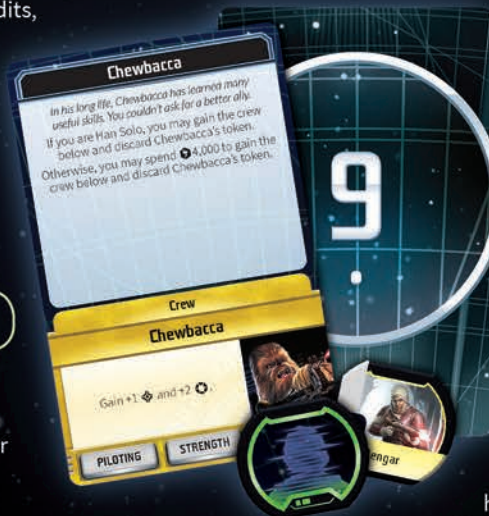 dits,
Chewbacca
In his long life, Chewbacca has learned many
useful skills. You couldn't ask for a better ally.
If you are Han Solo, you may gain the crew
below and discard Chewbacca's token.
Otherwise, you may spend 4,000 to gain the
crew below and discard Chewbacca's token.
9
Crew
Chewbacca
Gain +1 and +2 .
PILOTING
STRENGTH
engar
r
h